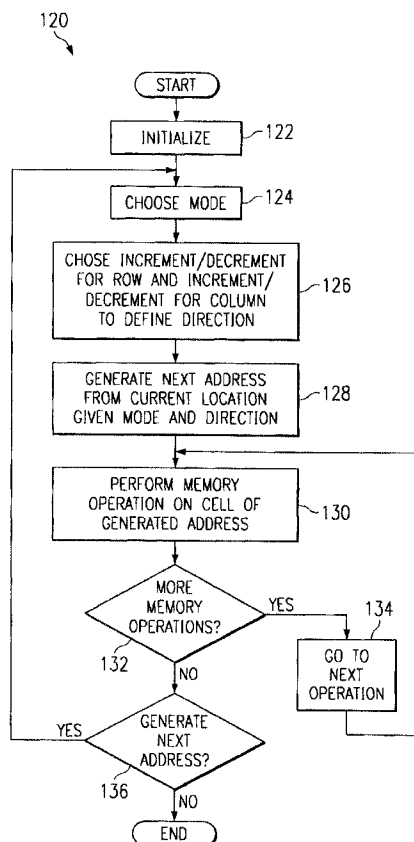 120
START
INITIALIZE
122
CHOOSE MODE
124
CHOSE INCREMENT/DECREMENT
FOR ROW AND INCREMENT/
DECREMENT FOR COLUMN
TO DEFINE DIRECTION
126
GENERATE NEXT ADDRESS
FROM CURRENT LOCATION
GIVEN MODE AND DIRECTION
128
PERFORM MEMORY
OPERATION ON CELL OF
GENERATED ADDRESS
130
MORE
MEMORY
OPERATIONS?
132
YES
134
GO TO
NEXT
OPERATION
NO
GENERATE
NEXT
ADDRESS?
136
YES
NO
END